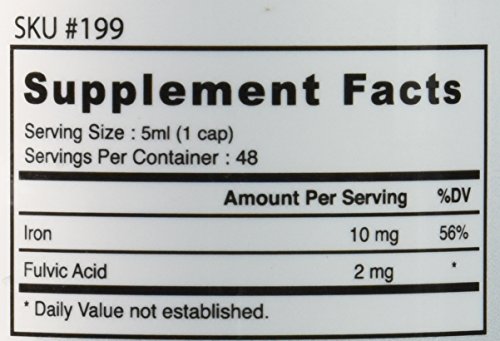 SKU #199
Supplement Facts
Serving Size : 5ml (1 cap)
Servings Per Container : 48
Amount Per Serving %DV
Iron 10 mg 56%
Fulvic Acid 2 mg *
* Daily Value not established.